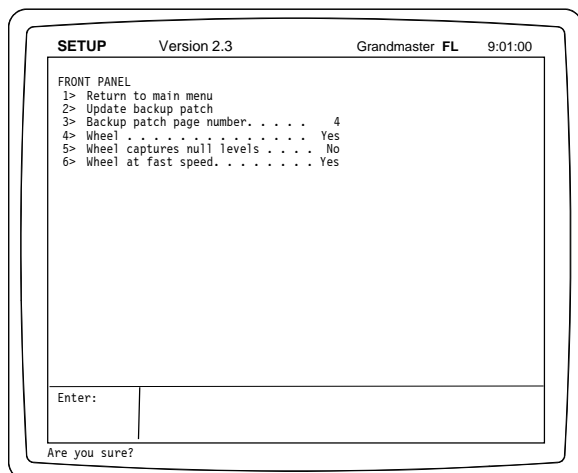 SETUP Version 2.3 Grandmaster FL 9:01:00
FRONT PANEL
1> Return to main menu
2> Update backup patch
3> Backup patch page number. . . . . 4
4> Wheel . . . . . . . . . . . . . . Yes
5> Wheel captures null levels . . . . No
6> Wheel at fast speed. . . . . . . . Yes
Enter:
Are you sure?